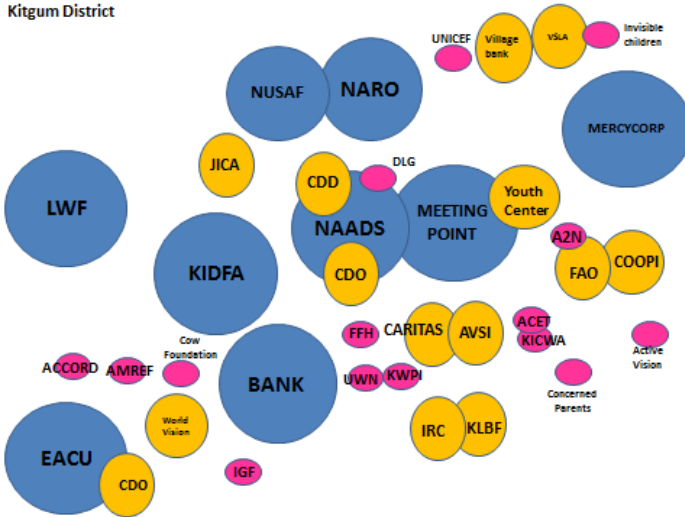 Kitgum District
UNICEF
Village
bank
VSLA
Invisible
children
NUSAF
NARO
MERCYCORP
JICA
CDD
DLG
LWF
NAADS
MEETING
POINT
Youth
Center
A2N
COOPI
FAO
KIDFA
CDO
FFH
CARITAS
AVSI
ACET
KICWA
Cow
Foundation
ACCORD
AMREF
BANK
UWN
KWPI
Active
Vision
Concerned
Parents
World
Vision
IRC
KLBF
EACU
CDO
IGF